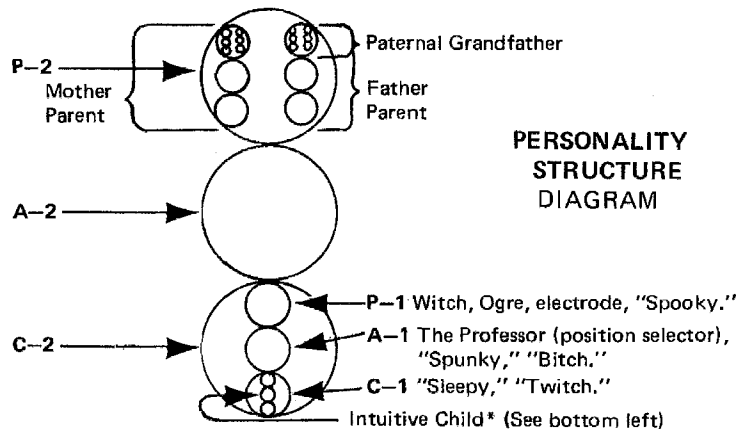 Paternal Grandfather
P—2
Mother
Parent
Father
Parent
PERSONALITY
STRUCTURE
DIAGRAM
A—2
P—1 Witch, Ogre, electrode, "Spooky."
A—1 The Professor (position selector),
"Spunky," "Bitch."
C—2
C—1 "Sleepy," "Twitch."
Intuitive Child* (See bottom left)